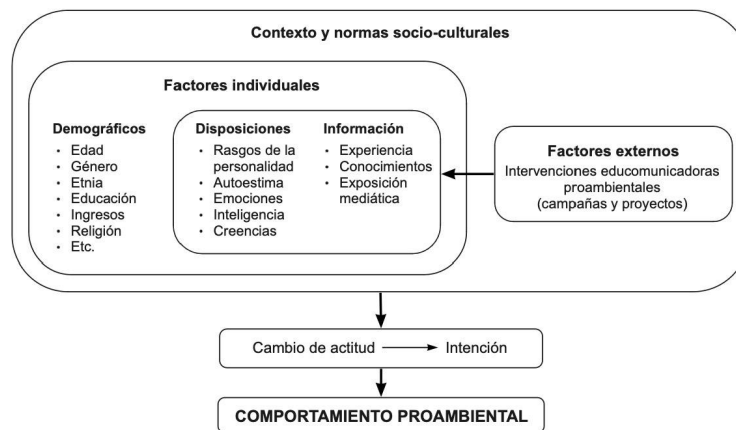 Contexto y normas socio-culturales
Factores individuales
Demográficos
• Edad
• Género
• Etnia
• Educación
• Ingresos
• Religión
• Etc.
Disposiciones
• Rasgos de la
personalidad
• Autoestima
• Emociones
• Inteligencia
• Creencias
Información
• Experiencia
• Conocimientos
• Exposición
mediática
Factores externos
Intervenciones educomunicadoras
proambientales
(campañas y proyectos)
Cambio de actitud → Intención
COMPORTAMIENTO PROAMBIENTAL